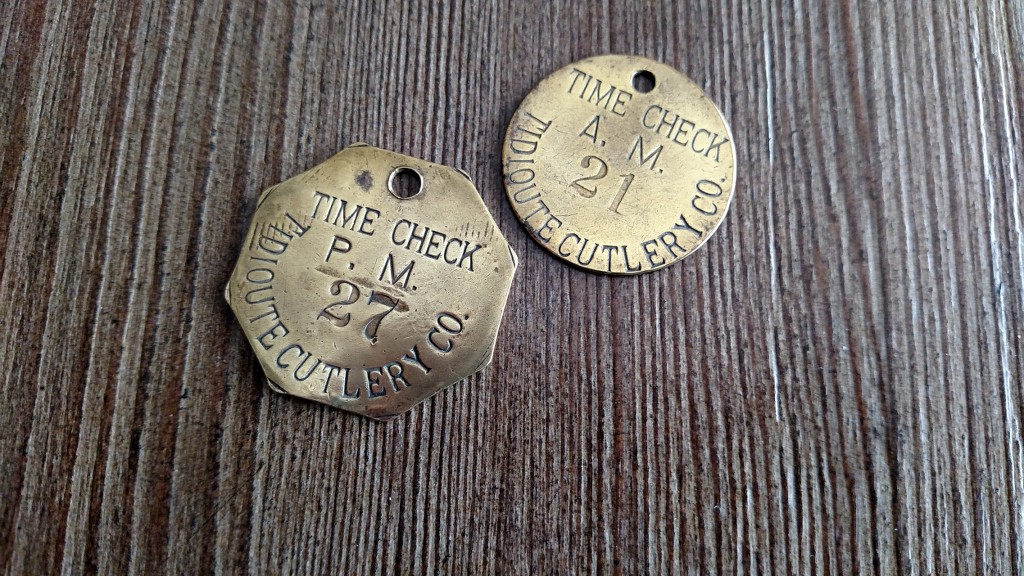 TIME CHECK
P. M.
27
TIDIOUTE CUTLERY CO.
TIME CHECK
A. M.
21
TIDIOUTE CUTLERY CO.